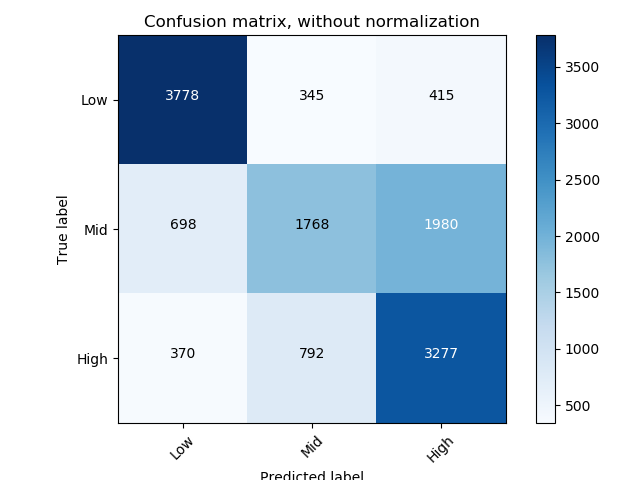 Confusion matrix, without normalization
Low 3778 345 415
Mid 698 1768 1980
High 370 792 3277
Low Mid High
True label
Predicted label
3500
3000
2500
2000
1500
1000
500